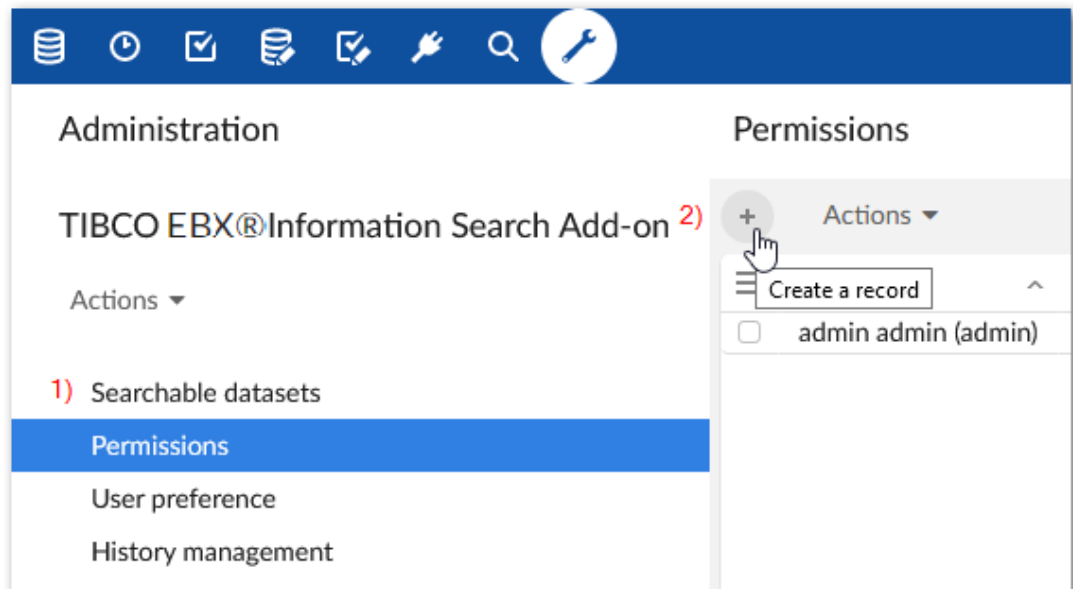 Administration
Permissions
TIBCO EBX®Information Search Add-on 2)
Actions
Actions
Create a record
admin admin (admin)
1) Searchable datasets
Permissions
User preference
History management